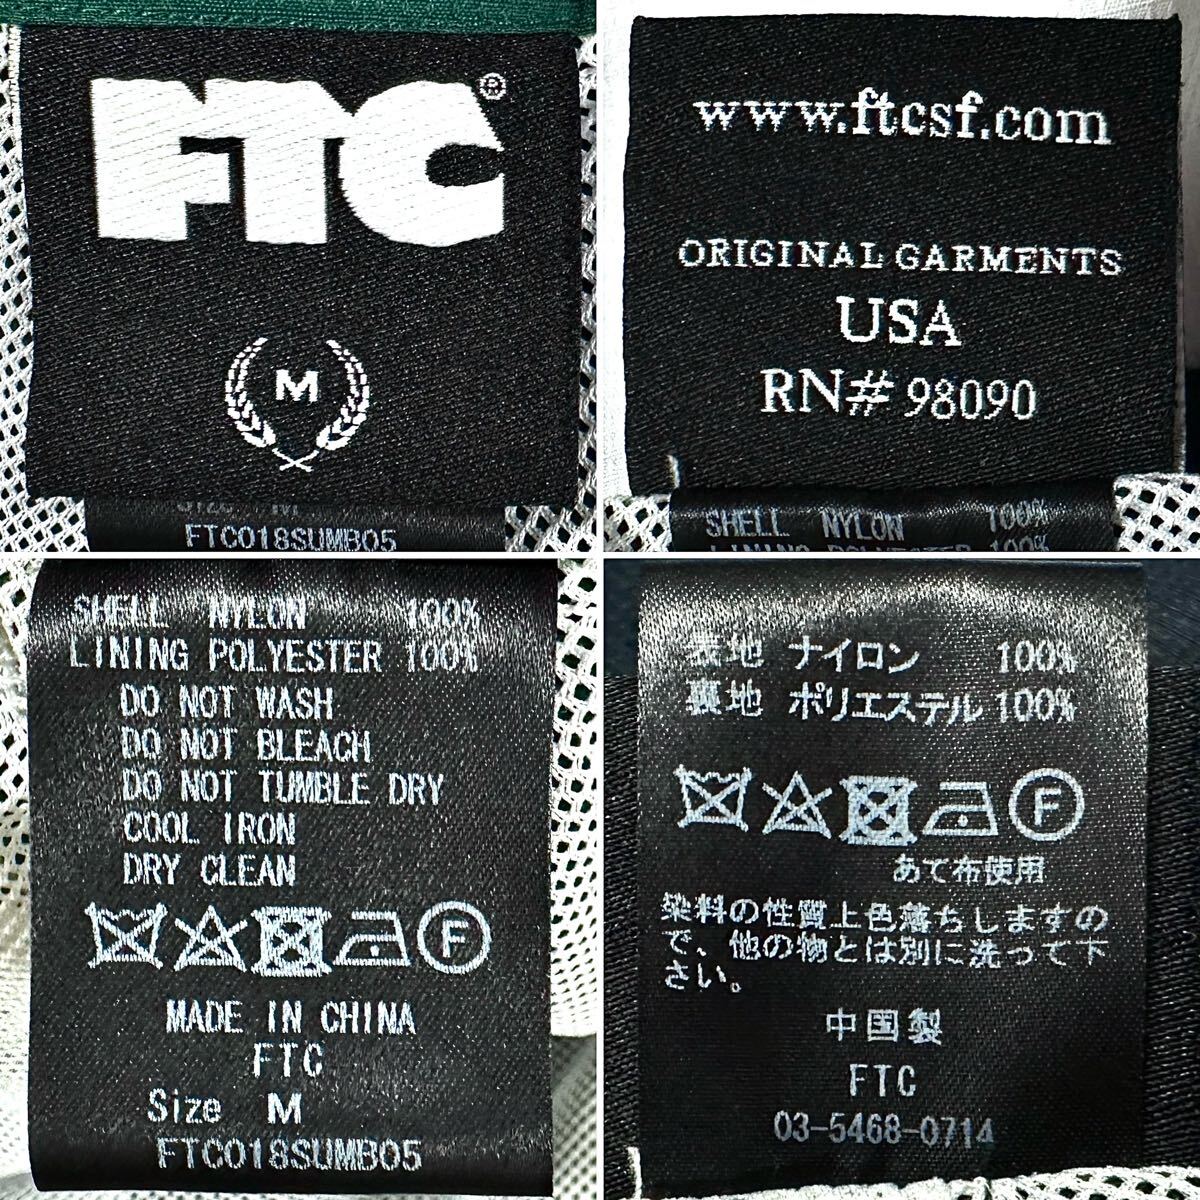 FTC®
M
Size M
FTC018SUMB05
www.ftcsf.com
ORIGINAL GARMENTS
USA
RN# 98090
SHELL NYLON 100%
LINING POLYESTER 100%
SHELL NYLON 100%
LINING POLYESTER 100%
DO NOT WASH
DO NOT BLEACH
DO NOT TUMBLE DRY
COOL IRON
DRY CLEAN
F
MADE IN CHINA
FTC
Size M
FTC018SUMB05
表地 ナイロン 100%
裏地 ポリエステル 100%
F
あて布使用
染料の性質上色落ちしますの
で、他の物とは別に洗って下
さい。
中国製
FTC
03-5468-0714